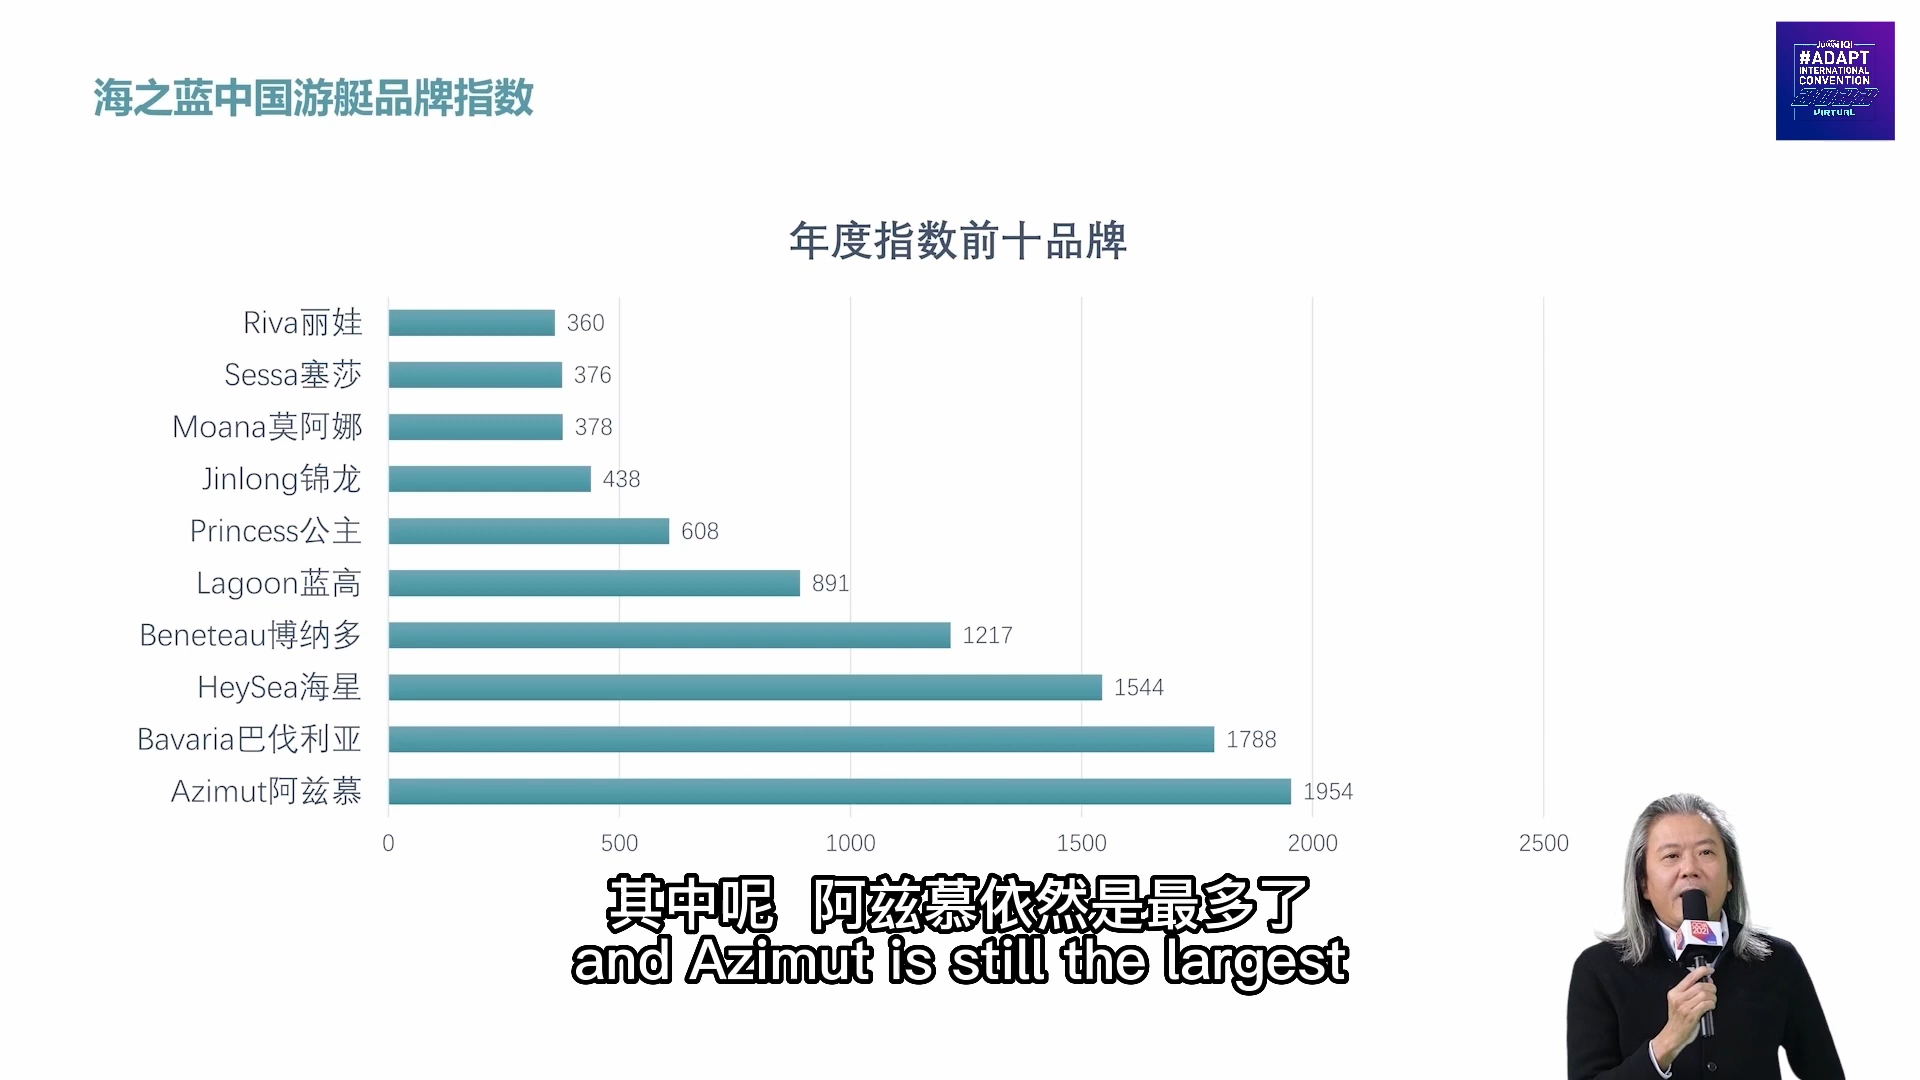 海之蓝中国游艇品牌指数
Juwai IQI
#ADAPT
INTERNATIONAL
CONVENTION
2022
VIRTUAL
年度指数前十品牌
Riva丽娃 360
Sessa塞莎 376
Moana莫阿娜 378
Jinlong锦龙 438
Princess公主 608
Lagoon蓝高 891
Beneteau博纳多 1217
HeySea海星 1544
Bavaria巴伐利亚 1788
Azimut阿兹慕 1954
0 500 1000 1500 2000 2500
其中呢 阿兹慕依然是最多了
and Azimut is still the largest
2021